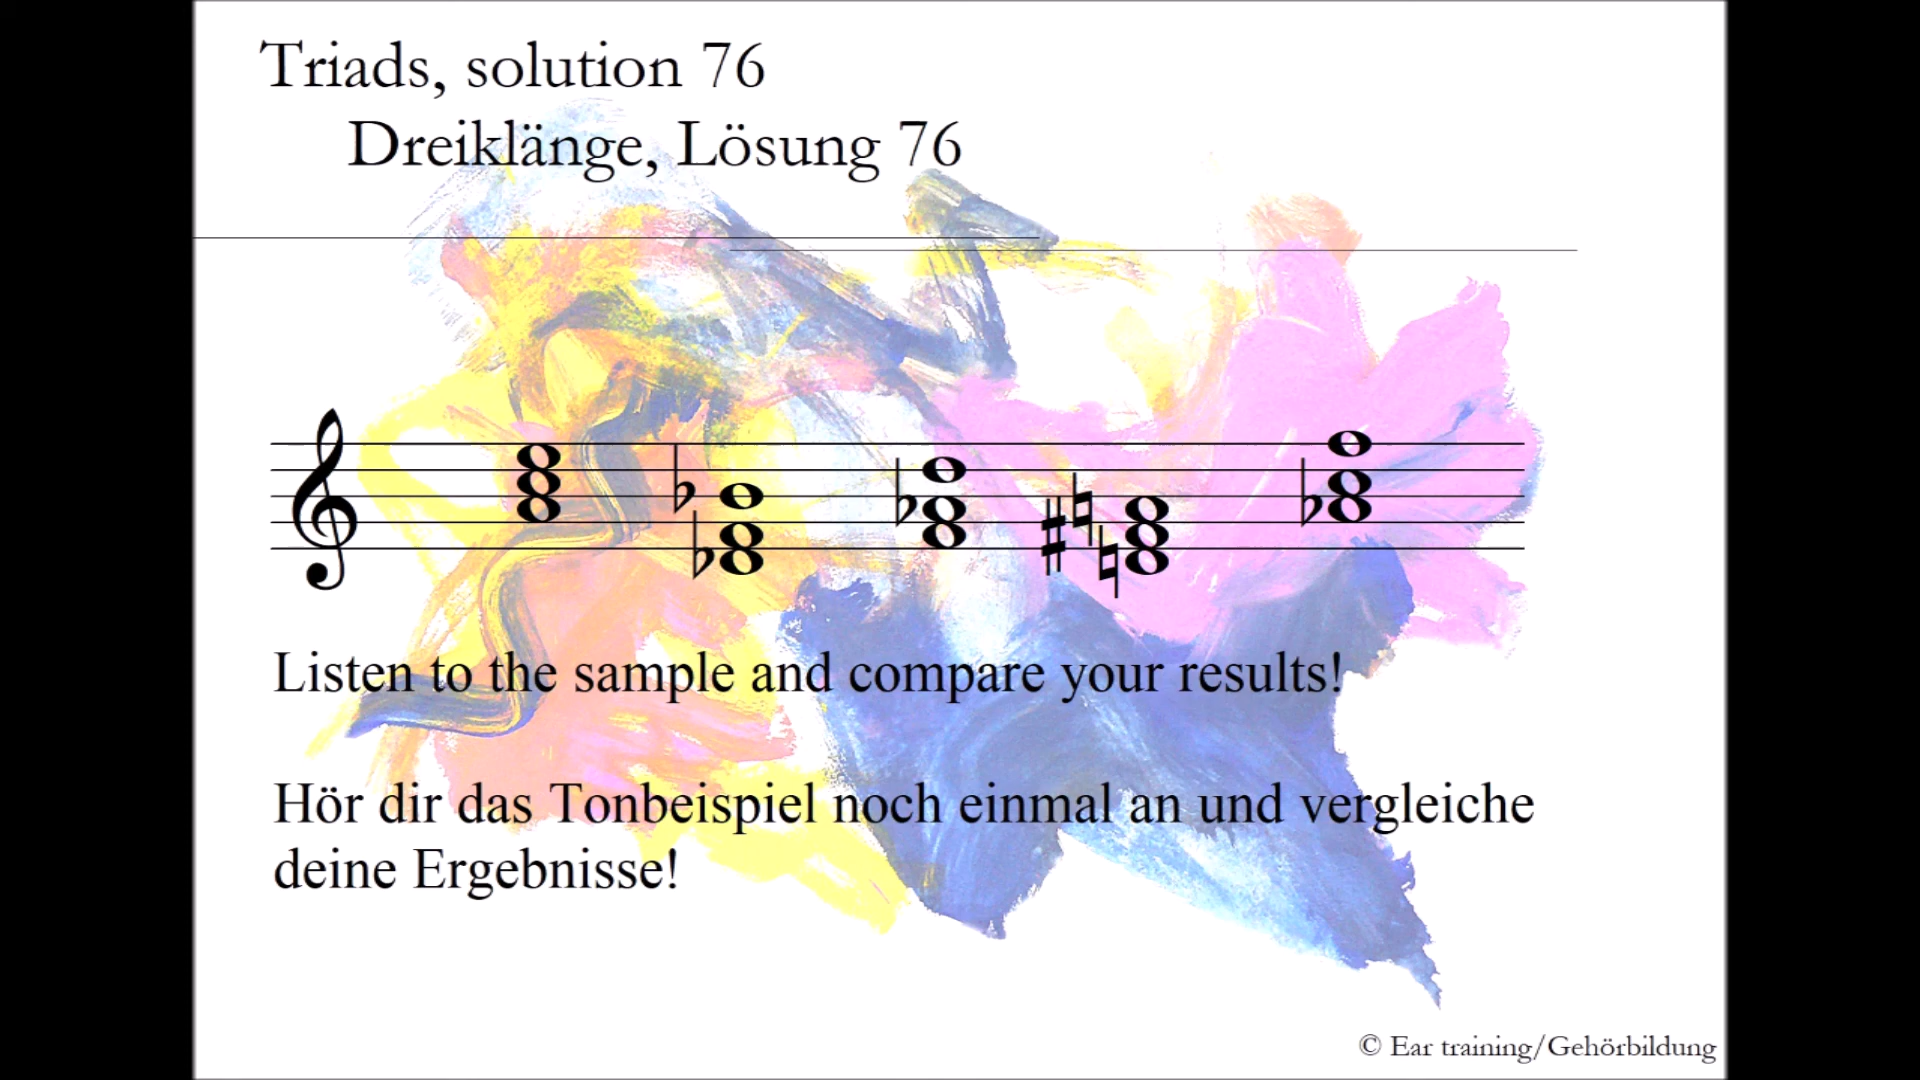 Triads, solution 76
Dreiklänge, Lösung 76
Listen to the sample and compare your results!
Hör dir das Tonbeispiel noch einmal an und vergleiche
deine Ergebnisse!
© Ear training/Gehörbildung